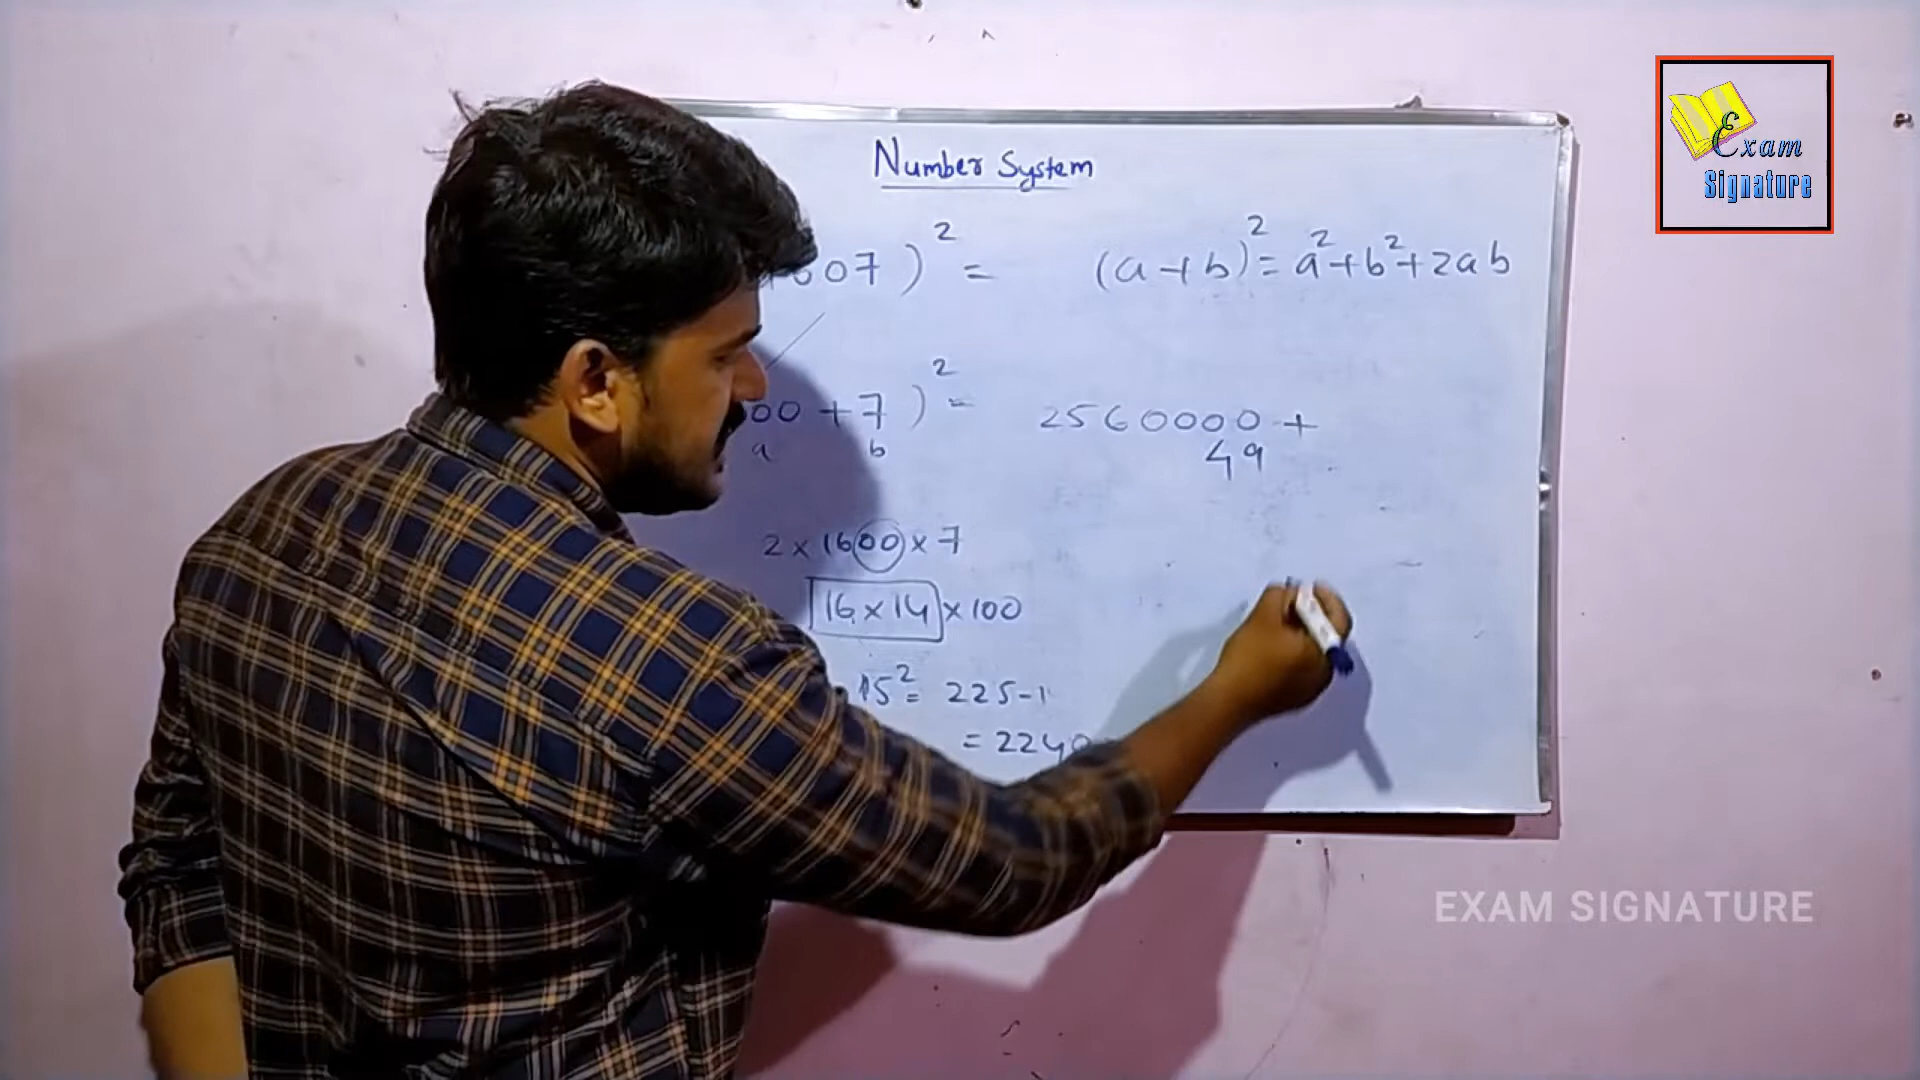 Number System
607)² =
(a+b)² = a²+b²+2ab
00 +7)² =
2560000 +
a b
49
2 × 1600 × 7
16 × 14 × 100
15² = 225-1
= 2240
Exam
Signature
EXAM SIGNATURE